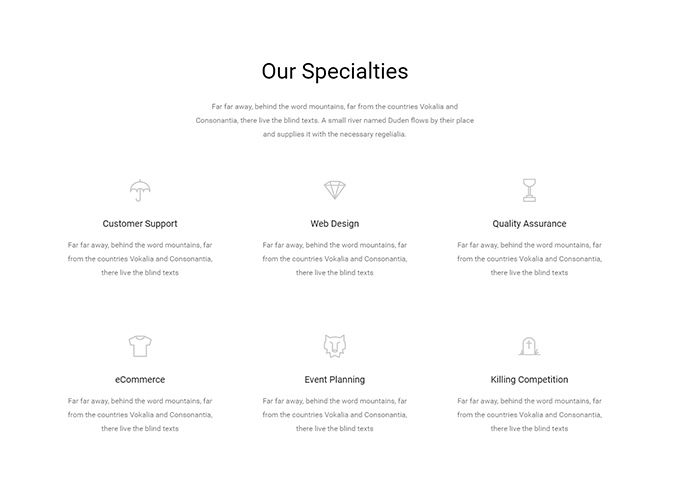 Our Specialties
Far far away, behind the word mountains, far from the countries Vokalia and
Consonantia, there live the blind texts. A small river named Duden flows by their place
and supplies it with the necessary regelialia.
Customer Support
Far far away, behind the word mountains, far
from the countries Vokalia and Consonantia,
there live the blind texts
Web Design
Far far away, behind the word mountains, far
from the countries Vokalia and Consonantia,
there live the blind texts
Quality Assurance
Far far away, behind the word mountains, far
from the countries Vokalia and Consonantia,
there live the blind texts
eCommerce
Far far away, behind the word mountains, far
from the countries Vokalia and Consonantia,
there live the blind texts
Event Planning
Far far away, behind the word mountains, far
from the countries Vokalia and Consonantia,
there live the blind texts
Killing Competition
Far far away, behind the word mountains, far
from the countries Vokalia and Consonantia,
there live the blind texts